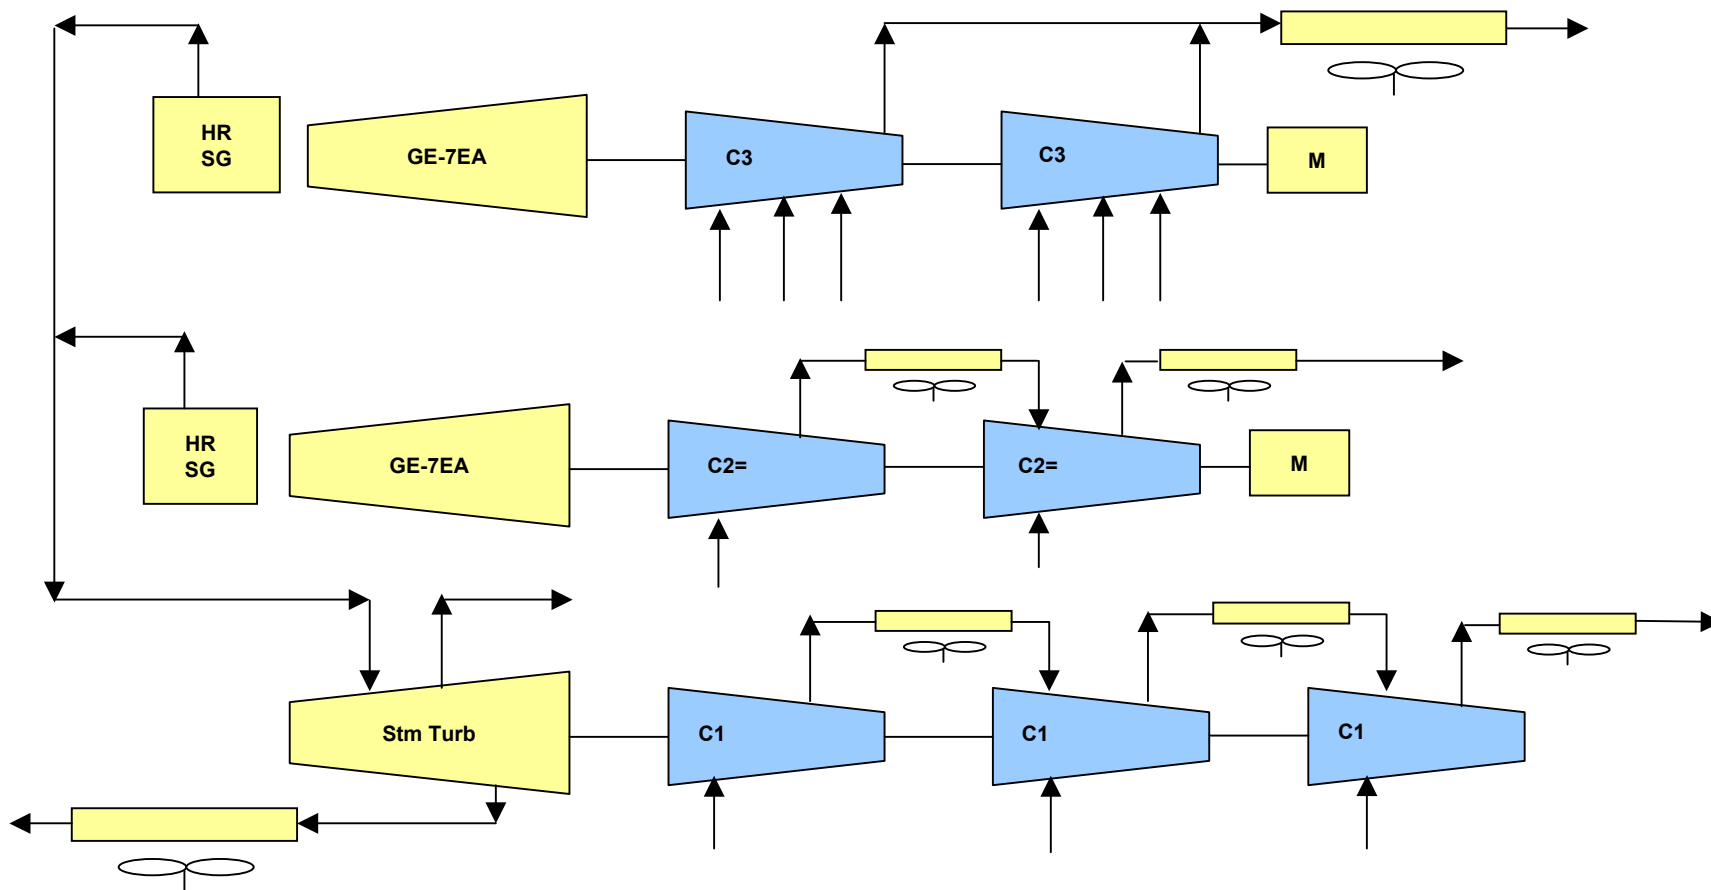 HR
SG
GE-7EA
C3
C3
M
HR
SG
GE-7EA
C2=
C2=
M
Stm Turb
C1
C1
C1